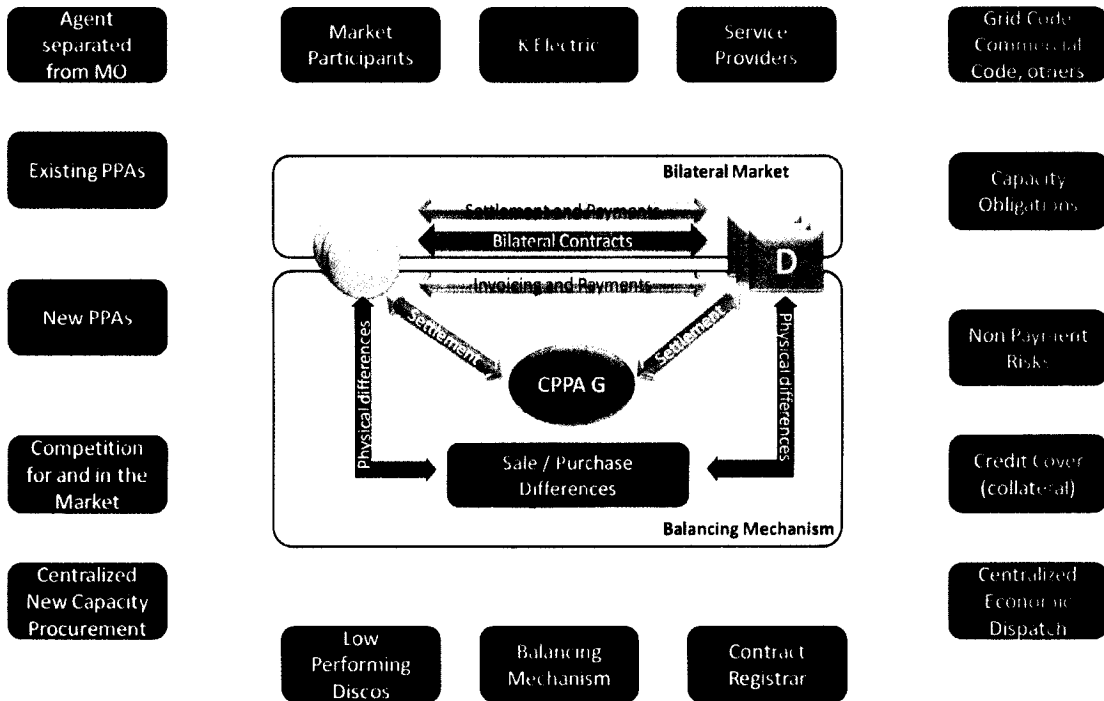 Agent
separated
from MO
Market
Participants
K Electric
Service
Providers
Grid Code
Commercial
Code, others
Existing PPAs
Bilateral Market
Capacity
Obligations
Settlement and Payments
Bilateral Contracts
D
Invoicing and Payments
New PPAs
Settlement
Settlement
Physical differences
Physical differences
Non Payment
Risks
CPPA G
Competition
for and in the
Market
Sale / Purchase
Differences
Credit Cover
(collateral)
Balancing Mechanism
Centralized
New Capacity
Procurement
Centralized
Economic
Dispatch
Low
Performing
Discos
Balancing
Mechanism
Contract
Registrar